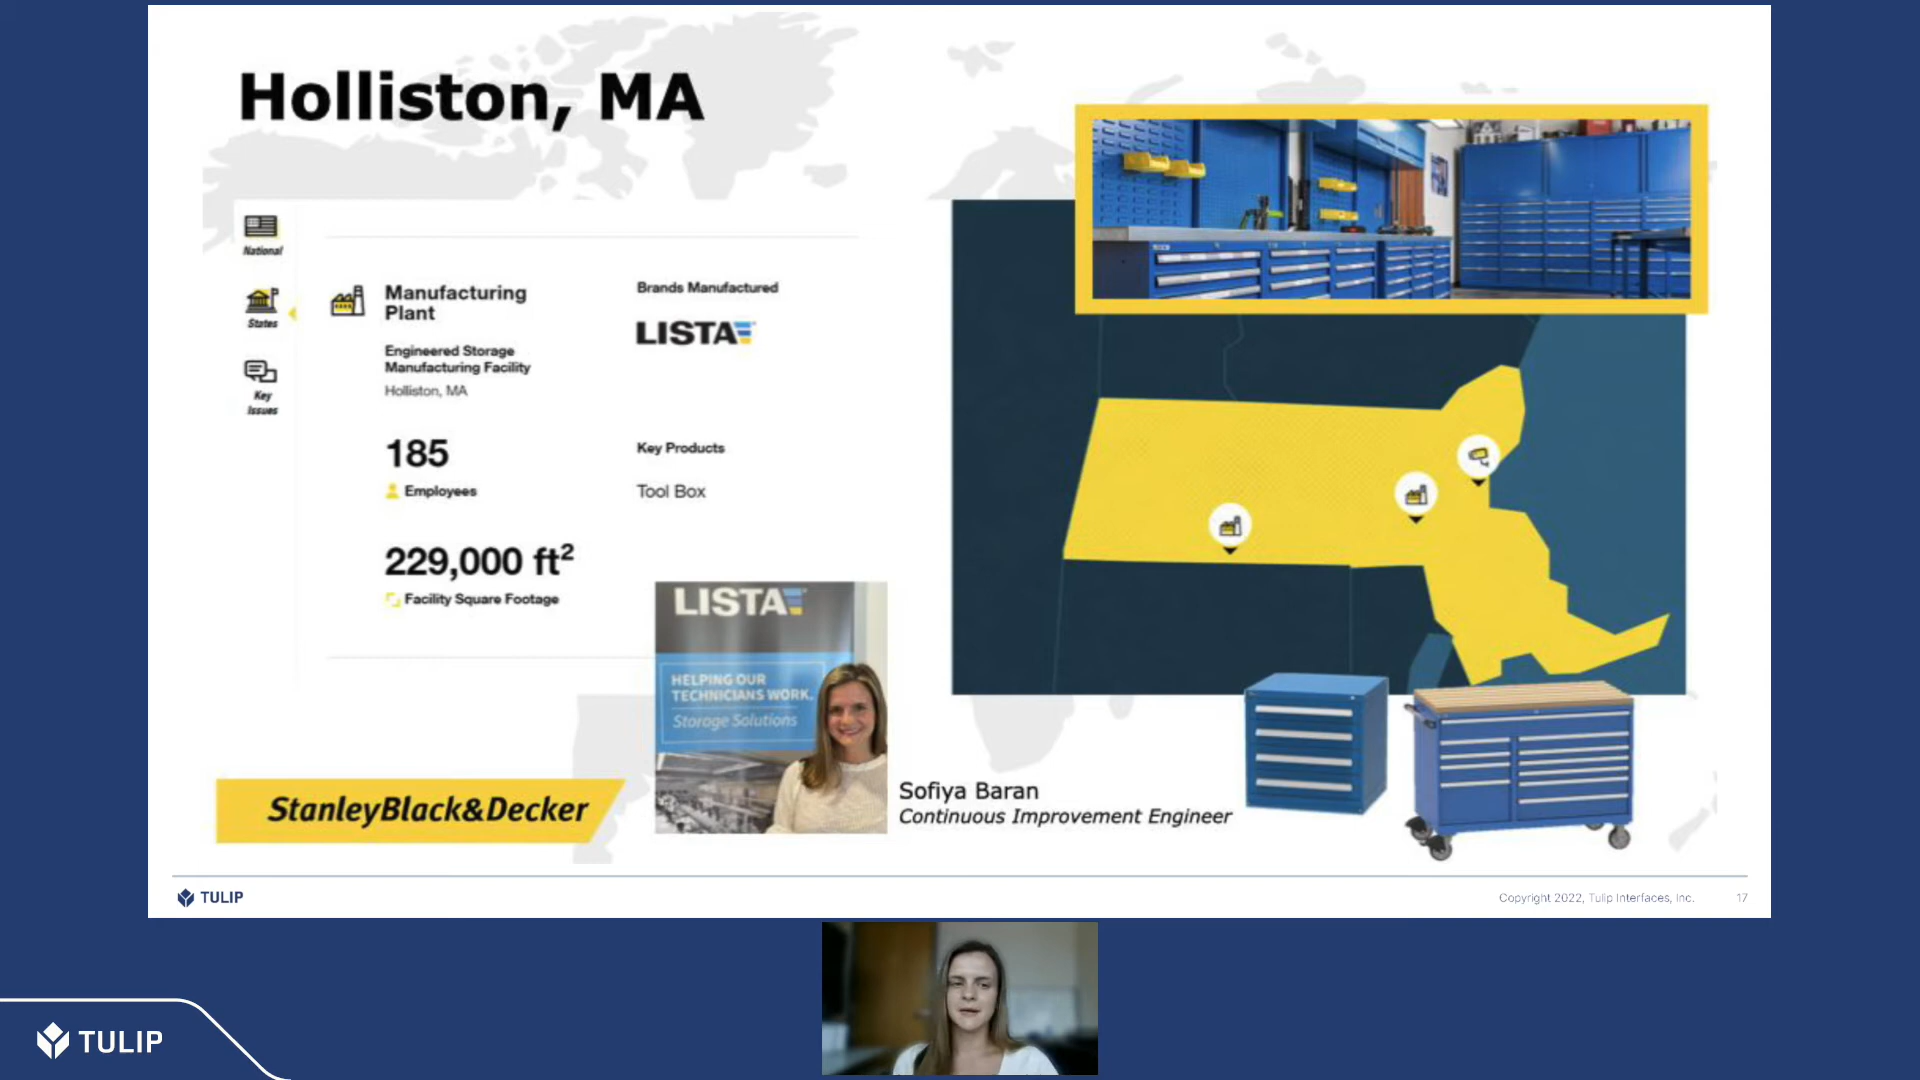 Holliston, MA
National
States
Key
Issues
Manufacturing
Plant
Engineered Storage
Manufacturing Facility
Holliston, MA
185
Employees
229,000 ft²
Facility Square Footage
Brands Manufactured
LISTA
Key Products
Tool Box
LISTA
HELPING OUR
TECHNICIANS WORK.
Storage Solutions
StanleyBlack&Decker
Sofiya Baran
Continuous Improvement Engineer
TULIP
Copyright 2022, Tulip Interfaces, Inc.
17
TULIP